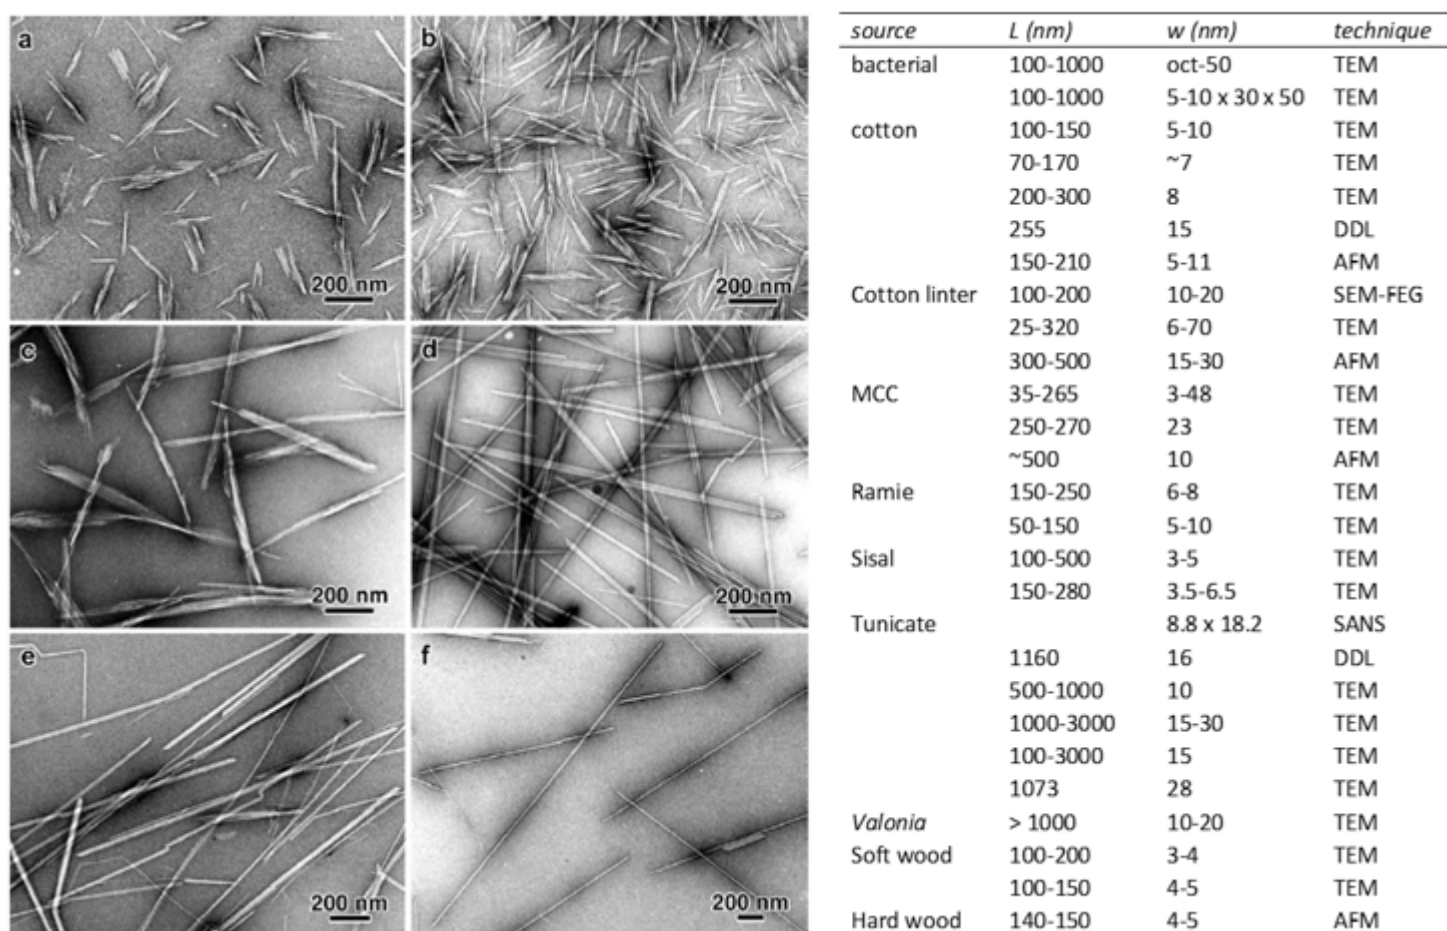 a
200 nm
b
200 nm
c
200 nm
d
200 nm
e
200 nm
f
200 nm
source L (nm) w (nm) technique
bacterial 100-1000 oct-50 TEM
100-1000 5-10 x 30 x 50 TEM
cotton 100-150 5-10 TEM
70-170 ~7 TEM
200-300 8 TEM
255 15 DDL
150-210 5-11 AFM
Cotton linter 100-200 10-20 SEM-FEG
25-320 6-70 TEM
300-500 15-30 AFM
MCC 35-265 3-48 TEM
250-270 23 TEM
~500 10 AFM
Ramie 150-250 6-8 TEM
50-150 5-10 TEM
Sisal 100-500 3-5 TEM
150-280 3.5-6.5 TEM
Tunicate 8.8 x 18.2 SANS
1160 16 DDL
500-1000 10 TEM
1000-3000 15-30 TEM
100-3000 15 TEM
1073 28 TEM
Valonia > 1000 10-20 TEM
Soft wood 100-200 3-4 TEM
100-150 4-5 TEM
Hard wood 140-150 4-5 AFM